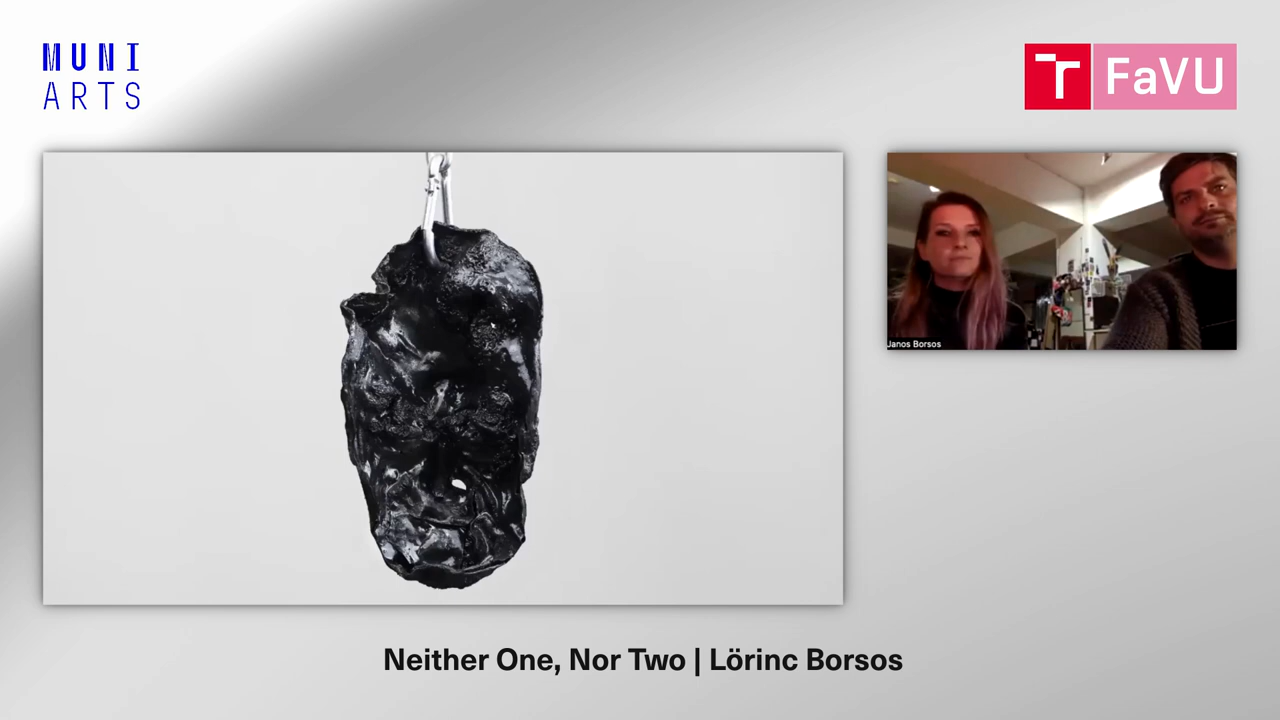 MUNI
ARTS
FaVU
Janos Borsos
Neither One, Nor Two | Lörinc Borsos